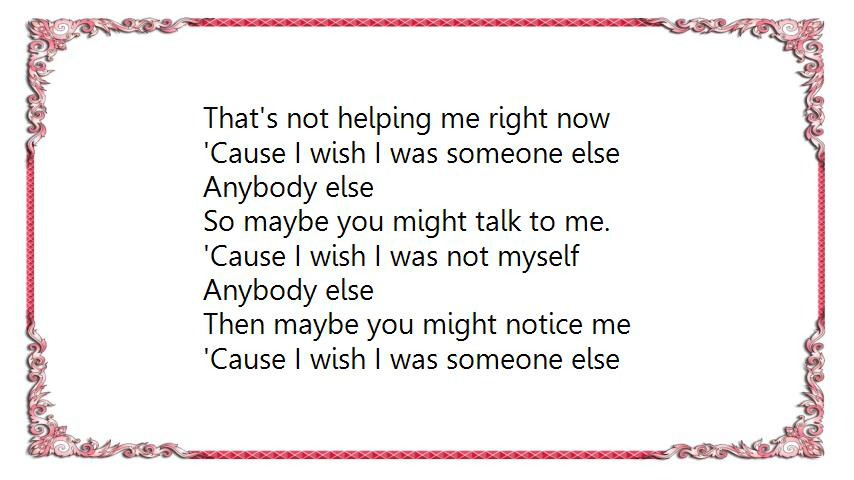 That's not helping me right now
'Cause I wish I was someone else
Anybody else
So maybe you might talk to me.
'Cause I wish I was not myself
Anybody else
Then maybe you might notice me
'Cause I wish I was someone else